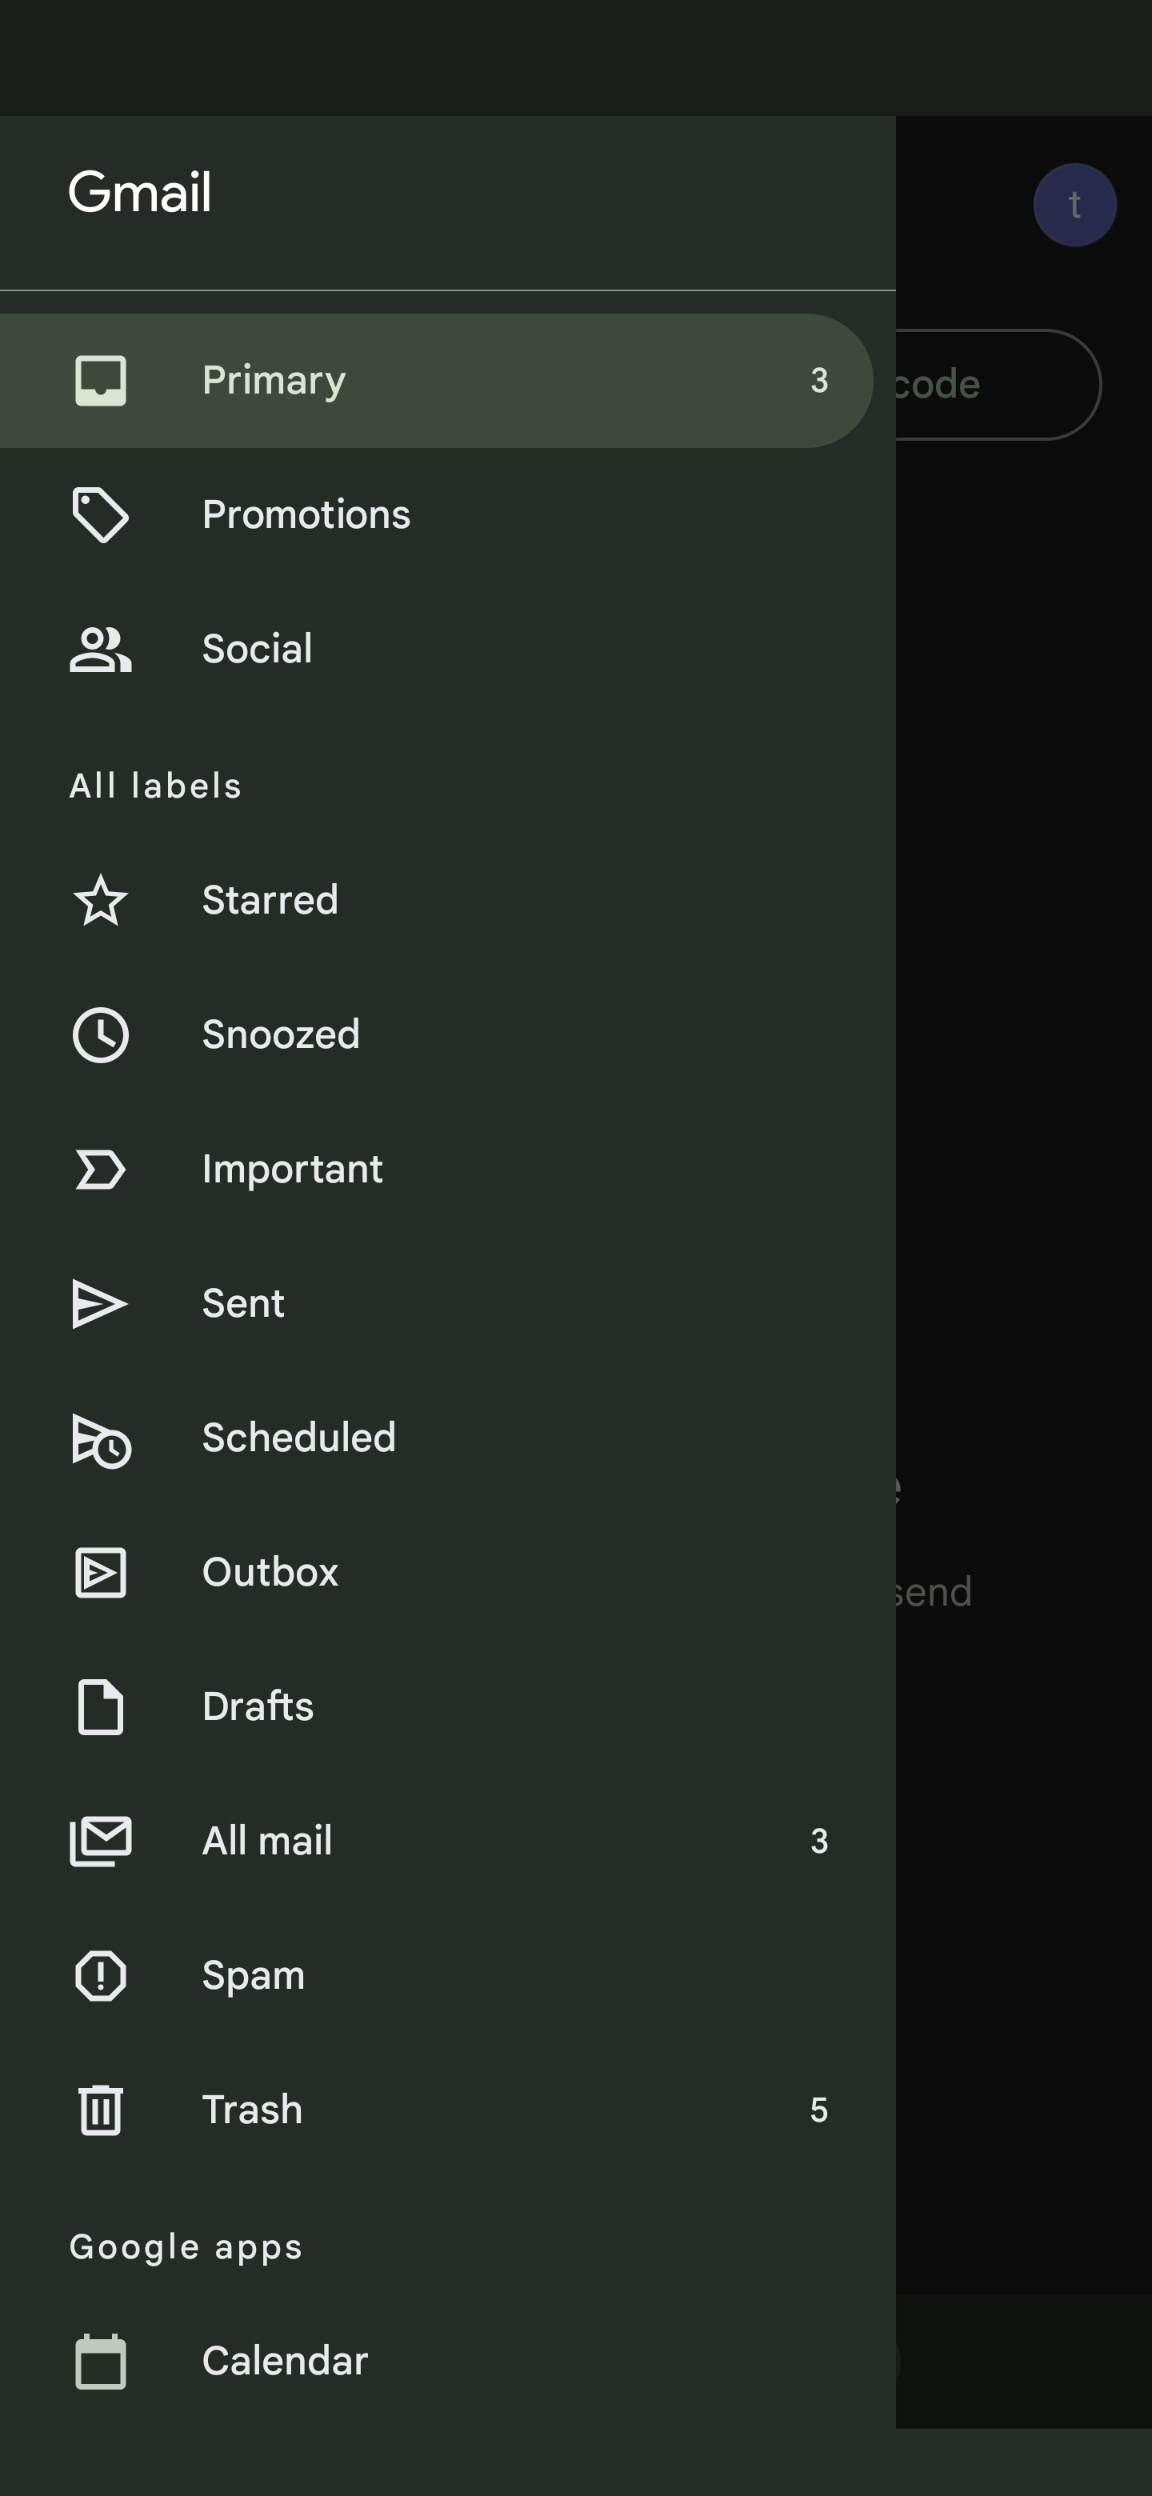 Gmail
t
Primary 3
code
Promotions
Social
All labels
Starred
Snoozed
Important
Sent
Scheduled
send
Outbox
Drafts
All mail 3
Spam
Trash 5
Google apps
Calendar